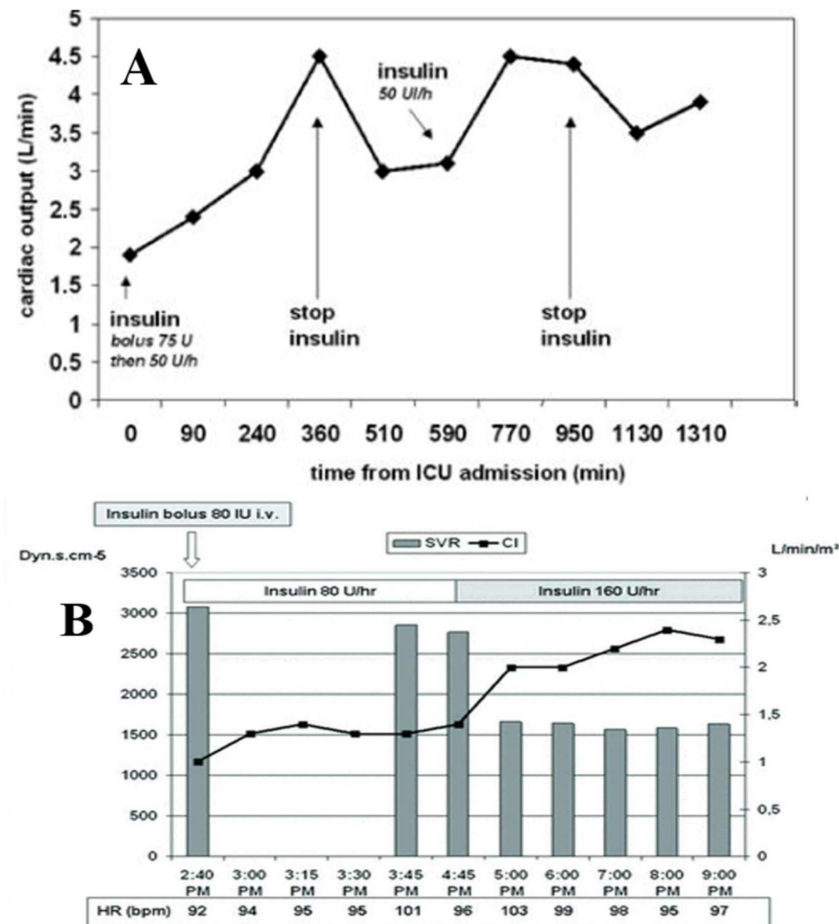 A
cardiac output (L/min)
5
4.5
4
3.5
3
2.5
2
1.5
1
0.5
0
insulin
50 UI/h
insulin
bolus 75 U
then 50 U/h
stop
insulin
stop
insulin
0 90 240 360 510 590 770 950 1130 1310
time from ICU admission (min)
B
Insulin bolus 80 IU i.v.
Dyn.s.cm-5
SVR CI
L/min/m²
Insulin 80 U/hr
Insulin 160 U/hr
3500
3000
2500
2000
1500
1000
500
0
3
2.5
2
1.5
1
0.5
0
2:40 3:00 3:15 3:30 3:45 4:45 5:00 6:00 7:00 8:00 9:00
PM PM PM PM PM PM PM PM PM PM PM
HR (bpm) 92 94 95 95 101 96 103 99 98 95 97